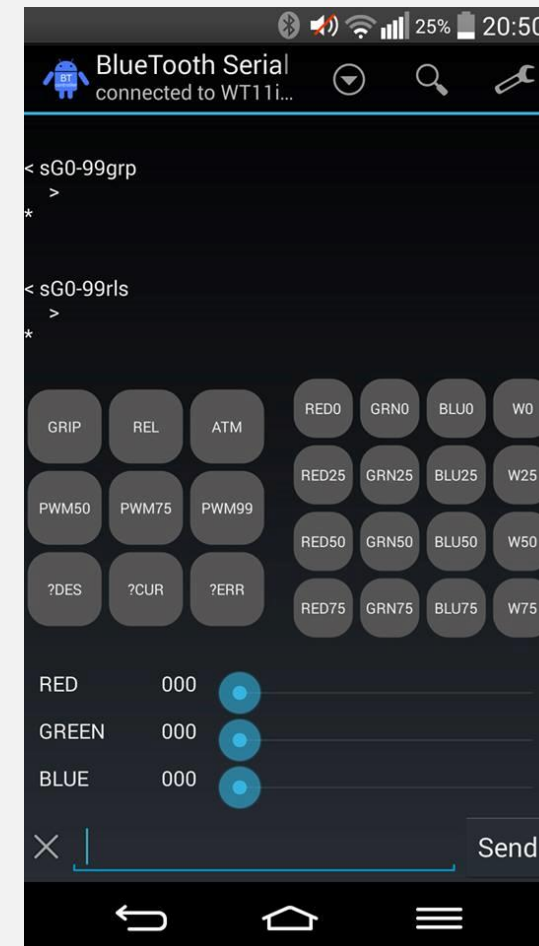 25% 20:50
BT
BlueTooth Serial
connected to WT11i...
< sG0-99grp
>
*
< sG0-99rls
>
*
GRIP REL ATM
PWM50 PWM75 PWM99
?DES ?CUR ?ERR
RED0 GRN0 BLU0 W0
RED25 GRN25 BLU25 W25
RED50 GRN50 BLU50 W50
RED75 GRN75 BLU75 W75
RED 000
GREEN 000
BLUE 000
Send